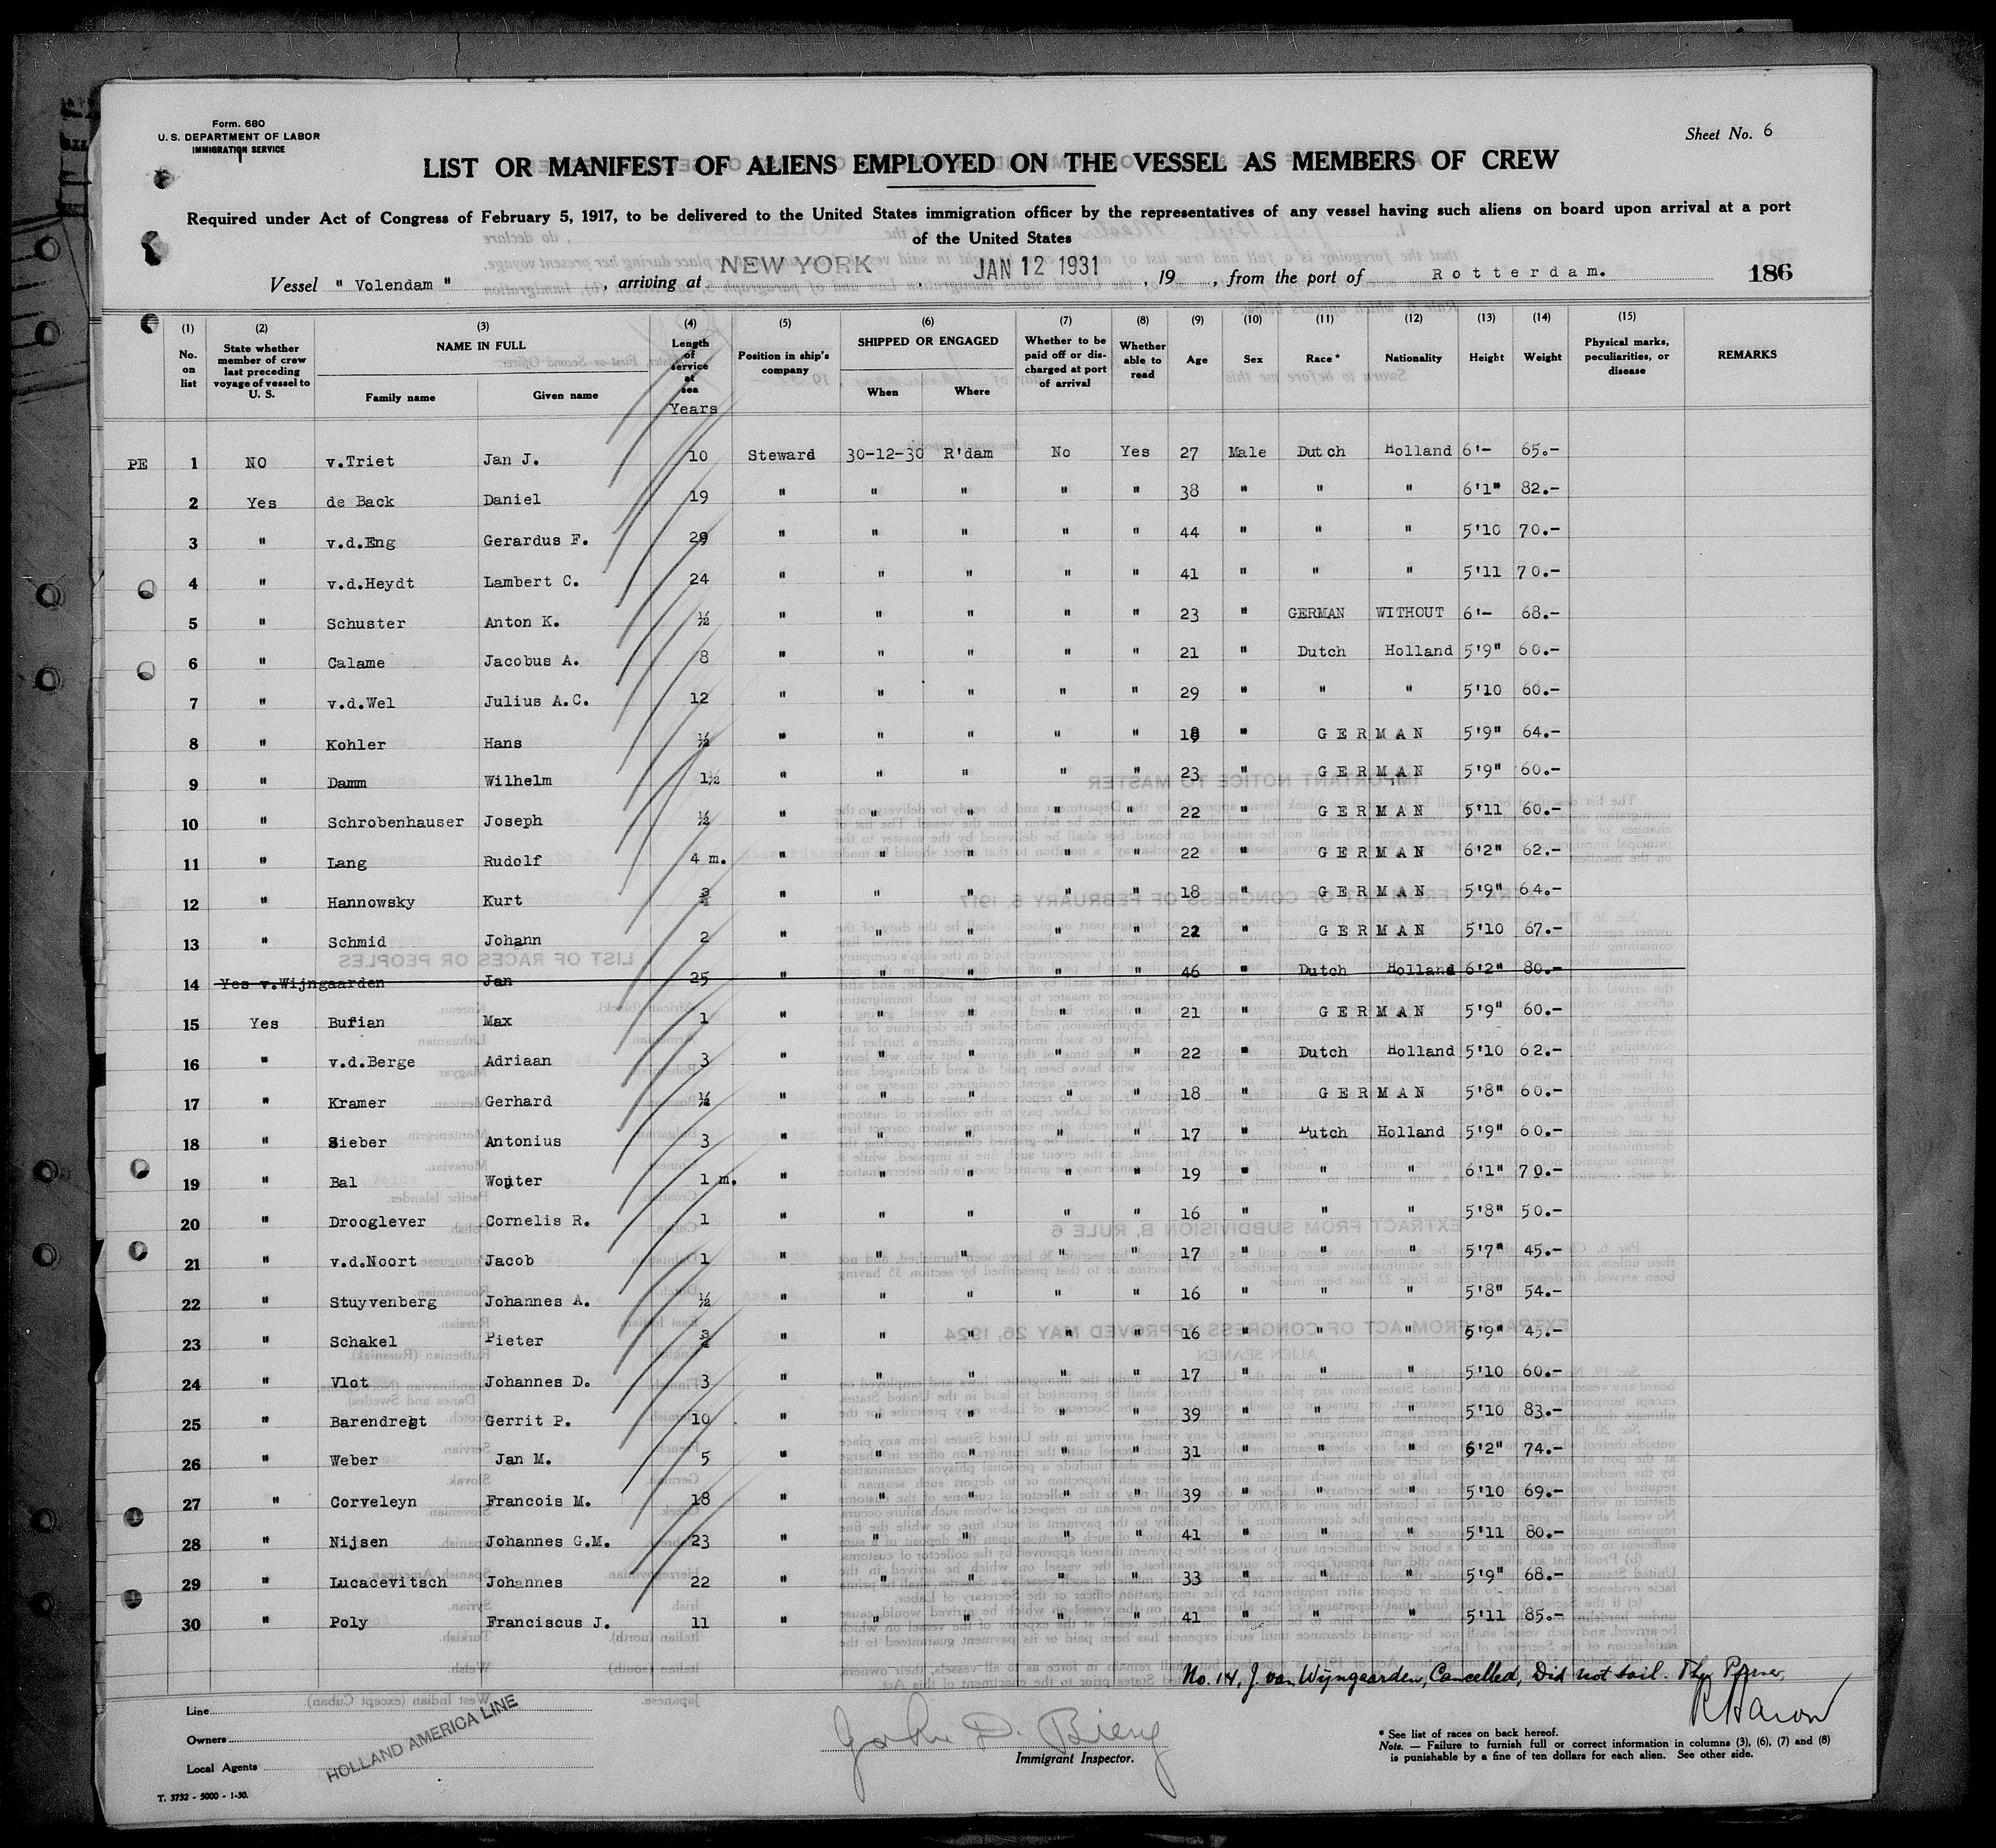 Form. 680
U. S. DEPARTMENT OF LABOR
IMMIGRATION SERVICE
Sheet No. 6
LIST OR MANIFEST OF ALIENS EMPLOYED ON THE VESSEL AS MEMBERS OF CREW
Required under Act of Congress of February 5, 1917, to be delivered to the United States immigration officer by the representatives of any vessel having such aliens on board upon arrival at a port
of the United States
Vessel " Volendam " , arriving at NEW YORK , JAN 12 1931 , 19 , from the port of Rotterdam. 186
(1) No. on list (2) State whether member of crew last preceding voyage of vessel to U. S. (3) NAME IN FULL Family name Given name (4) Length of service at sea Years (5) Position in ship's company (6) SHIPPED OR ENGAGED When Where (7) Whether to be paid off or discharged at port of arrival (8) Whether able to read (9) Age (10) Sex (11) Race* (12) Nationality (13) Height (14) Weight (15) Physical marks, peculiarities, or disease REMARKS
PE 1 NO v.Triet Jan J. 10 Steward 30-12-30 R'dam No Yes 27 Male Dutch Holland 6'- 65.-
2 Yes de Back Daniel 19 " " " " " 38 " " " 6'1" 82.-
3 " v.d.Eng Gerardus F. 29 " " " " " 44 " " " 5'10 70.-
4 " v.d.Heydt Lambert C. 24 " " " " " 41 " " " 5'11 70.-
5 " Schuster Anton K. ½ " " " " " 23 " GERMAN WITHOUT 6'- 68.-
6 " Calame Jacobus A. 8 " " " " " 21 " Dutch Holland 5'9" 60.-
7 " v.d.Wel Julius A.C. 12 " " " " " 29 " " " 5'10 60.-
8 " Kohler Hans ½ " " " " " " GERMAN 5'9" 64.-
9 " Damm Wilhelm 1½ " " " " " 23 " GERMAN 5'9" 60.-
10 " Schrobenhauser Joseph ½ " " " " " 22 " GERMAN 5'11 60.-
11 " Lang Rudolf 4 m. " " " " " 22 " GERMAN 6'2" 62.-
12 " Hannowsky Kurt ¾ " " " " " 18 " GERMAN 5'9" 64.-
13 " Schmid Johann 2 " " " " " " GERMAN 5'10 67.-
14 Yes v.Wijngaarden Jan 25 " " " " " 46 " Dutch Holland 6'2" 80.-
15 Yes Burian Max 1 " " " " " 21 " GERMAN 5'9" 60.-
16 " v.d.Berge Adriaan 3 " " " " " 22 " Dutch Holland 5'10 62.-
17 " Kramer Gerhard ½ " " " " " 18 " GERMAN 5'8" 60.-
18 " Sieber Antonius 3 " " " " " 17 " Dutch Holland 5'9" 60.-
19 " Bal Wouter 1 m. " " " " " 19 " " " 6'1" 70.-
20 " Drooglever Cornelis R. 1 " " " " " 16 " " " 5'8" 50.-
21 " v.d.Noort Jacob 1 " " " " " 17 " " " 5'7" 45.-
22 " Stuyvenberg Johannes A. ½ " " " " " 16 " " " 5'8" 54.-
23 " Schakel Pieter ¾ " " " " " 16 " " " 5'9" 45.-
24 " Vlot Johannes D. 3 " " " " " 17 " " " 5'10 60.-
25 " Barendregt Gerrit P. 10 " " " " " 39 " " " 5'10 83.-
26 " Weber Jan M. 5 " " " " " 31 " " " 6'2" 74.-
27 " Corveleyn Francois M. 18 " " " " " 39 " " " 5'10 69.-
28 " Nijsen Johannes G.M. 23 " " " " " 41 " " " 5'11 80.-
29 " Lucacevitsch Johannes 22 " " " " " 33 " " " 5'9" 68.-
30 " Poly Franciscus J. 11 " " " " " 41 " " " 5'11 85.-
No. 14, J. van Wijngaarden, Cancelled, Did not sail. The Purser,
Line
Owners
Local Agents
HOLLAND AMERICA LINE
John D.
Immigrant Inspector.
* See list of races on back hereof.
Note. — Failure to furnish full or correct information in columns (3), (6), (7) and (8)
is punishable by a fine of ten dollars for each alien. See other side.
T. 3732 - 5000 - 1-30.